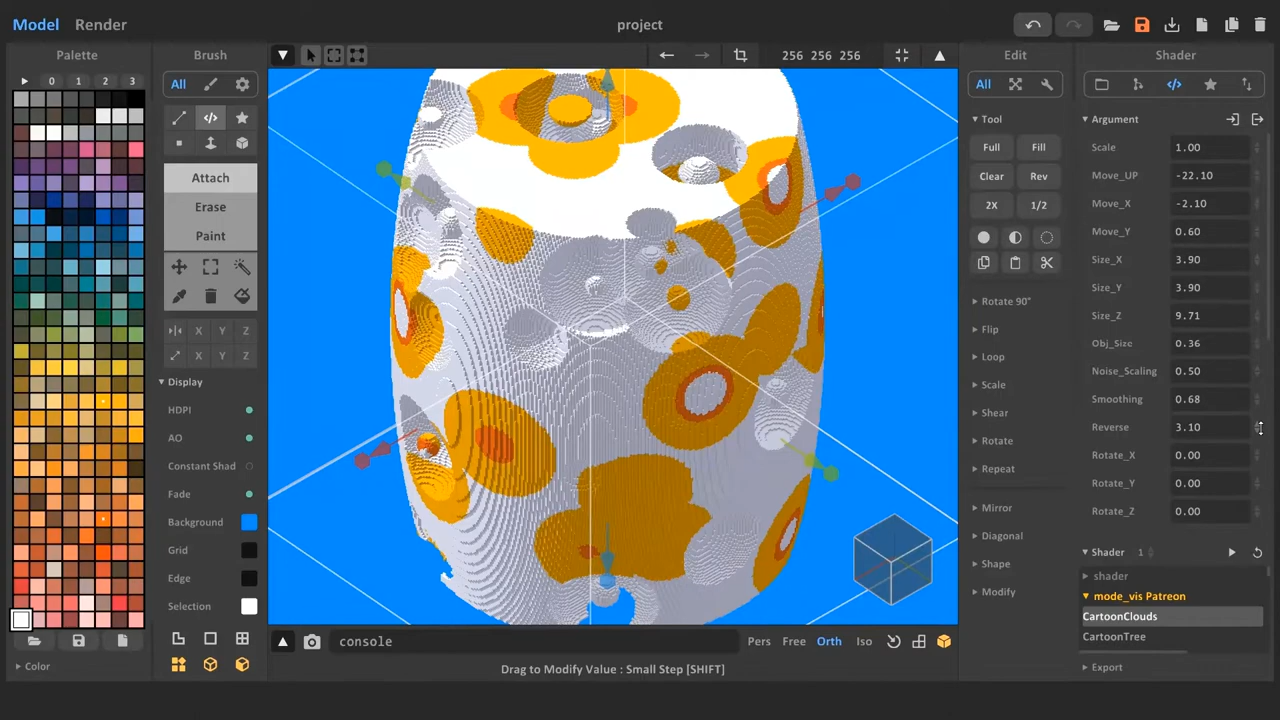 Model Render
project
Palette
Brush
256 256 256
Edit
Shader
0 1 2 3
All
All
Attach
Erase
Paint
X Y Z
X Y Z
Display
HDPI
AO
Constant Shad
Fade
Background
Grid
Edge
Selection
Color
console
Pers Free Orth Iso
Drag to Modify Value : Small Step [SHIFT]
Tool
Full Fill
Clear Rev
2X 1/2
Rotate 90°
Flip
Loop
Scale
Shear
Rotate
Repeat
Mirror
Diagonal
Shape
Modify
Argument
Scale 1.00
Move_UP -22.10
Move_X -2.10
Move_Y 0.60
Size_X 3.90
Size_Y 3.90
Size_Z 9.71
Obj_Size 0.36
Noise_Scaling 0.50
Smoothing 0.68
Reverse 3.10
Rotate_X 0.00
Rotate_Y 0.00
Rotate_Z 0.00
Shader 1
shader
mode_vis Patreon
CartoonClouds
CartoonTree
Export